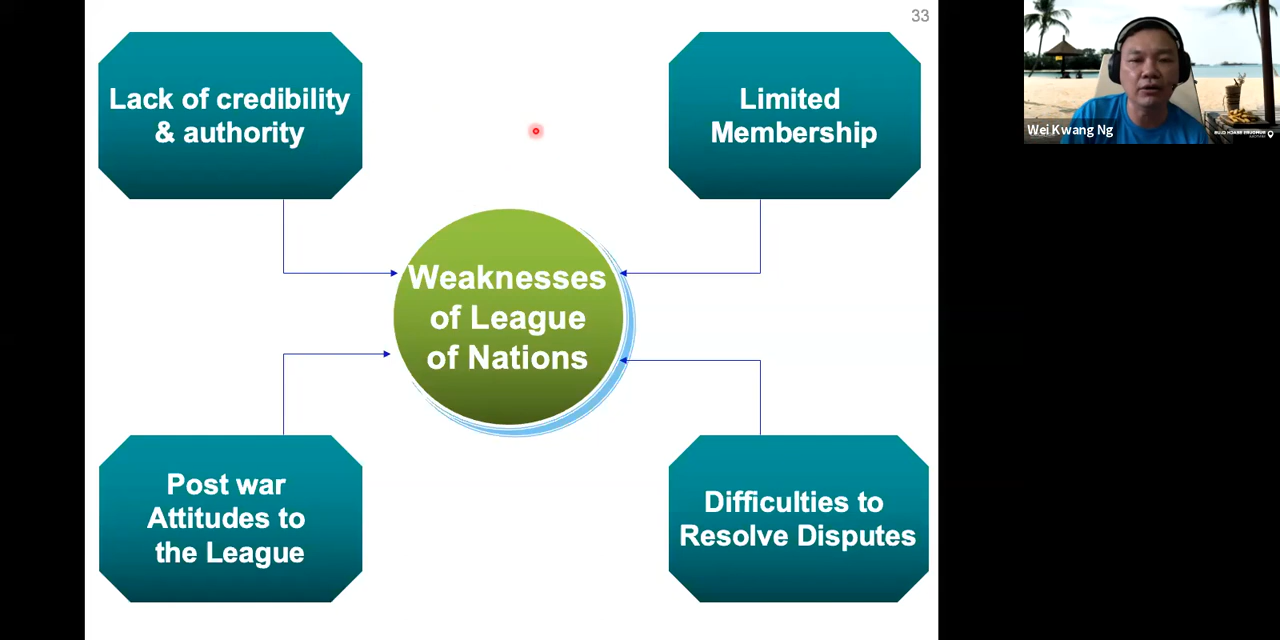 33
Lack of credibility
& authority
Limited
Membership
Weaknesses
of League
of Nations
Post war
Attitudes to
the League
Difficulties to
Resolve Disputes
Wei Kwang Ng